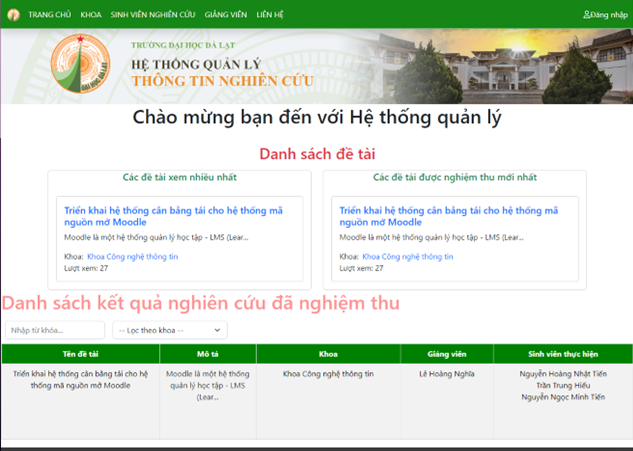 TRANG CHỦ KHOA SINH VIÊN NGHIÊN CỨU GIẢNG VIÊN LIÊN HỆ Đăng nhập
TRƯỜNG ĐẠI HỌC ĐÀ LẠT
HỆ THỐNG QUẢN LÝ
THÔNG TIN NGHIÊN CỨU
ĐẠI HỌC ĐÀ LẠT
Chào mừng bạn đến với Hệ thống quản lý
Danh sách đề tài
Các đề tài xem nhiều nhất
Triển khai hệ thống cân bằng tải cho hệ thống mã
nguồn mở Moodle
Moodle là một hệ thống quản lý học tập - LMS (Lear...
Khoa: Khoa Công nghệ thông tin
Lượt xem: 27
Các đề tài được nghiệm thu mới nhất
Triển khai hệ thống cân bằng tải cho hệ thống mã
nguồn mở Moodle
Moodle là một hệ thống quản lý học tập - LMS (Lear...
Khoa: Khoa Công nghệ thông tin
Lượt xem: 27
Danh sách kết quả nghiên cứu đã nghiệm thu
Nhập từ khóa... -- Lọc theo khoa --
Tên đề tài Mô tả Khoa Giảng viên Sinh viên thực hiện
Triển khai hệ thống cân bằng tải cho hệ
thống mã nguồn mở Moodle
Moodle là một hệ thống
quản lý học tập - LMS
(Lear...
Khoa Công nghệ thông tin
Lê Hoàng Nghĩa
Nguyễn Hoàng Nhật Tiến
Trần Trung Hiếu
Nguyễn Ngọc Minh Tiến